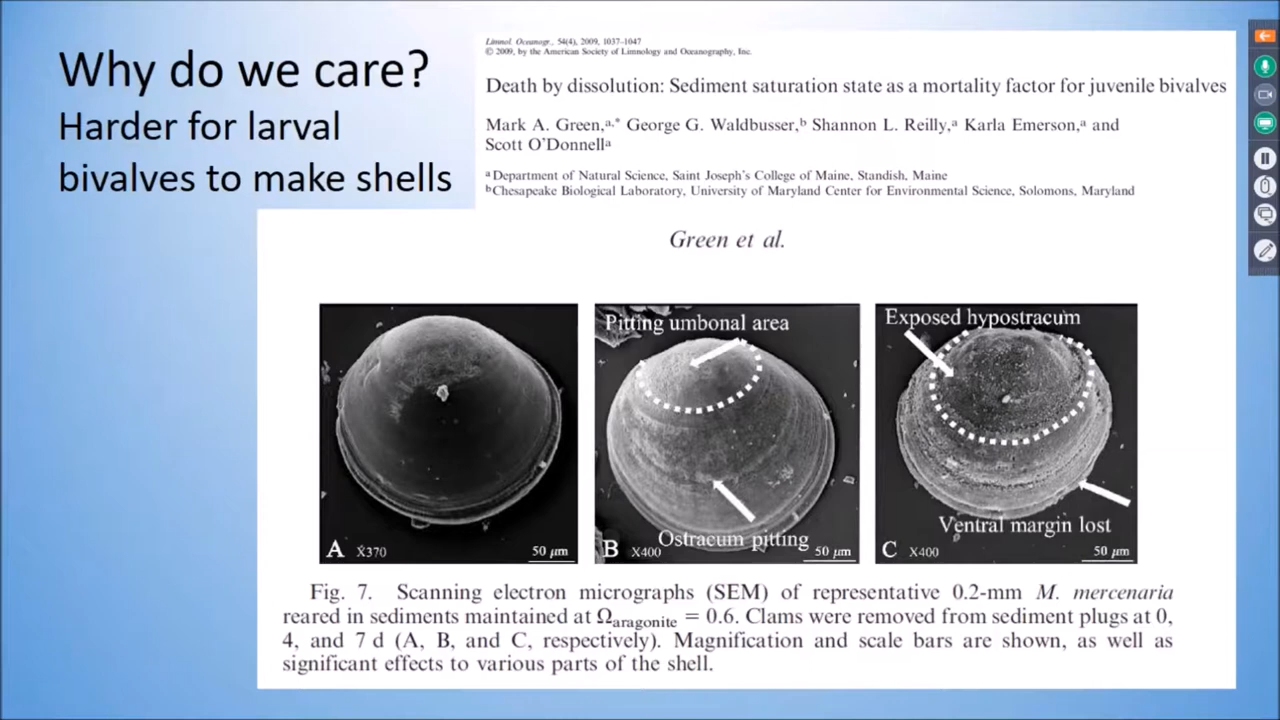 Why do we care?
Harder for larval
bivalves to make shells
Limnol. Oceanogr., 54(4), 2009, 1037–1047
© 2009, by the American Society of Limnology and Oceanography, Inc.
Death by dissolution: Sediment saturation state as a mortality factor for juvenile bivalves
Mark A. Green,a,* George G. Waldbusser,b Shannon L. Reilly,a Karla Emerson,a and
Scott O'Donnella
a Department of Natural Science, Saint Joseph's College of Maine, Standish, Maine
b Chesapeake Biological Laboratory, University of Maryland Center for Environmental Science, Solomons, Maryland
Green et al.
A X370 50 µm
Pitting umbonal area
Ostracum pitting
B X400 50 µm
Exposed hypostracum
Ventral margin lost
C X400 50 µm
Fig. 7. Scanning electron micrographs (SEM) of representative 0.2-mm M. mercenaria
reared in sediments maintained at Ωaragonite = 0.6. Clams were removed from sediment plugs at 0,
4, and 7 d (A, B, and C, respectively). Magnification and scale bars are shown, as well as
significant effects to various parts of the shell.